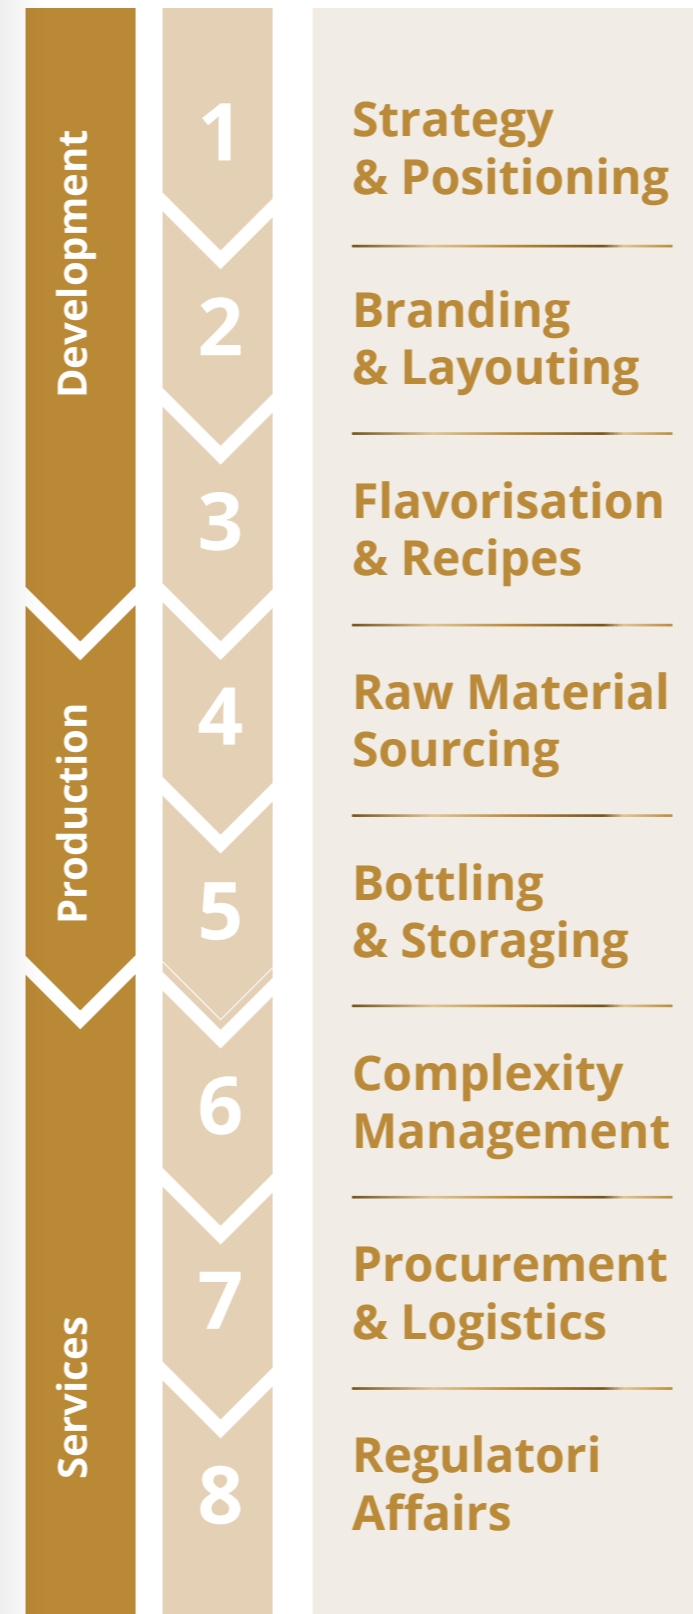 Development
1
Strategy
& Positioning
2
Branding
& Layouting
3
Flavorisation
& Recipes
Production
4
Raw Material
Sourcing
5
Bottling
& Storaging
Services
6
Complexity
Management
7
Procurement
& Logistics
8
Regulatori
Affairs